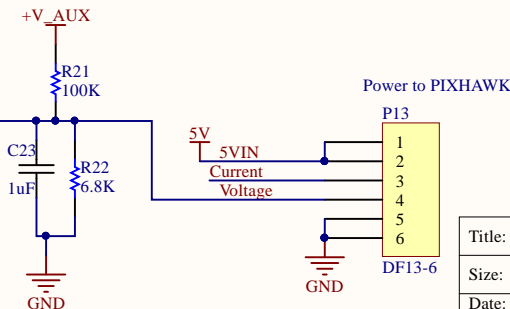 +V_AUX
R21
100K
Power to PIXHAWK
P13
5V
1
5VIN
2
C23
Current
3
R22
1uF
6.8K
Voltage
4
5
6
DF13-6
GND
GND
Title:
Size:
Date: